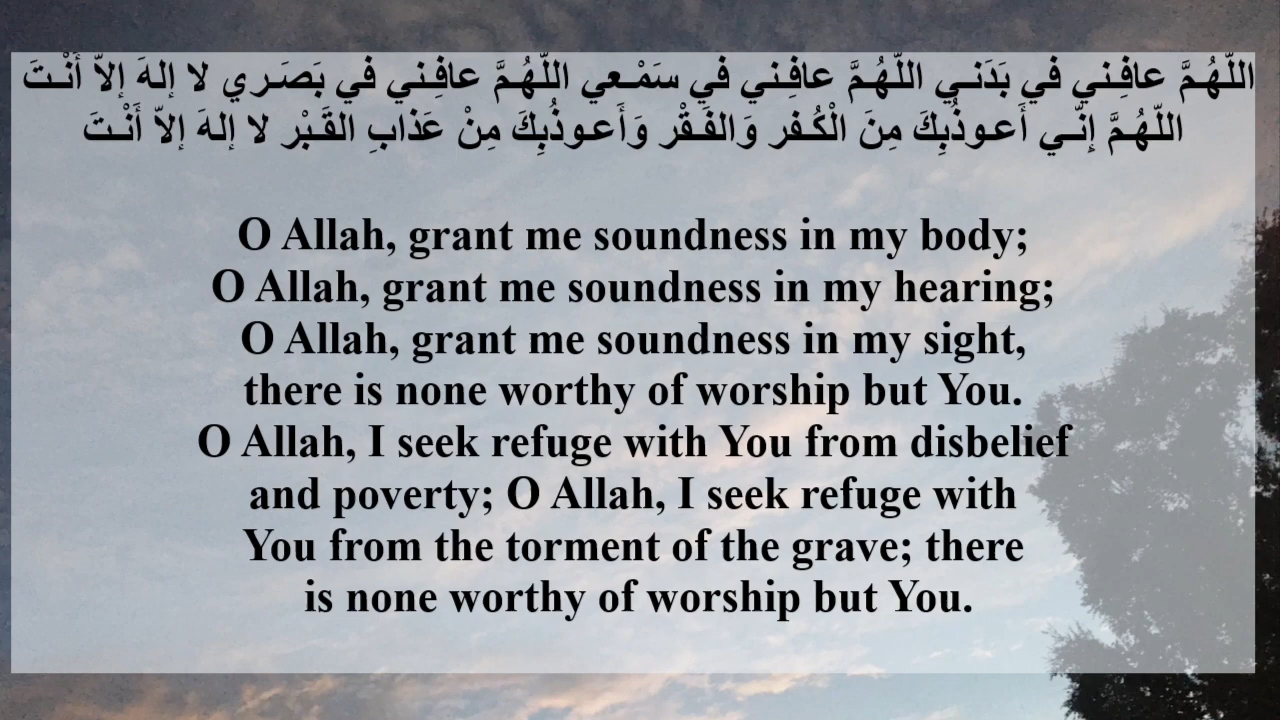 اللّهُـمَّ عافِـني في بَدَنـي اللّهُـمَّ عافِـني في سَمْـعي اللّهُـمَّ عافِـني في بَصَـري لا إلهَ إلاّ أَنْـتَ
اللّهُـمَّ إِنّـي أَعـوذُبِكَ مِنَ الْكُـفر وَالفَـقْر وَأَعـوذُبِكَ مِنْ عَذابِ القَـبْر لا إلهَ إلاّ أَنْـتَ
O Allah, grant me soundness in my body;
O Allah, grant me soundness in my hearing;
O Allah, grant me soundness in my sight,
there is none worthy of worship but You.
O Allah, I seek refuge with You from disbelief
and poverty; O Allah, I seek refuge with
You from the torment of the grave; there
is none worthy of worship but You.